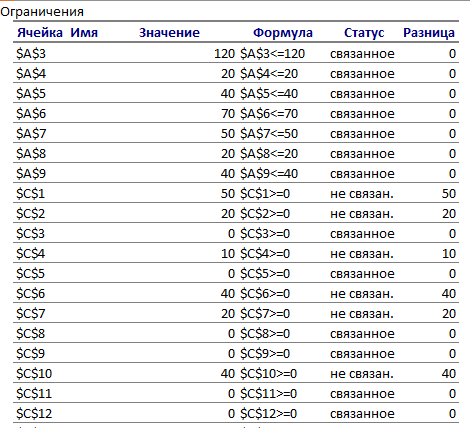 Ограничения
Ячейка Имя Значение Формула Статус Разница
$A$3 120 $A$3<=120 связанное 0
$A$4 20 $A$4<=20 связанное 0
$A$5 40 $A$5<=40 связанное 0
$A$6 70 $A$6<=70 связанное 0
$A$7 50 $A$7<=50 связанное 0
$A$8 20 $A$8<=20 связанное 0
$A$9 40 $A$9<=40 связанное 0
$C$1 50 $C$1>=0 не связан. 50
$C$2 20 $C$2>=0 не связан. 20
$C$3 0 $C$3>=0 связанное 0
$C$4 10 $C$4>=0 не связан. 10
$C$5 0 $C$5>=0 связанное 0
$C$6 40 $C$6>=0 не связан. 40
$C$7 20 $C$7>=0 не связан. 20
$C$8 0 $C$8>=0 связанное 0
$C$9 0 $C$9>=0 связанное 0
$C$10 40 $C$10>=0 не связан. 40
$C$11 0 $C$11>=0 связанное 0
$C$12 0 $C$12>=0 связанное 0